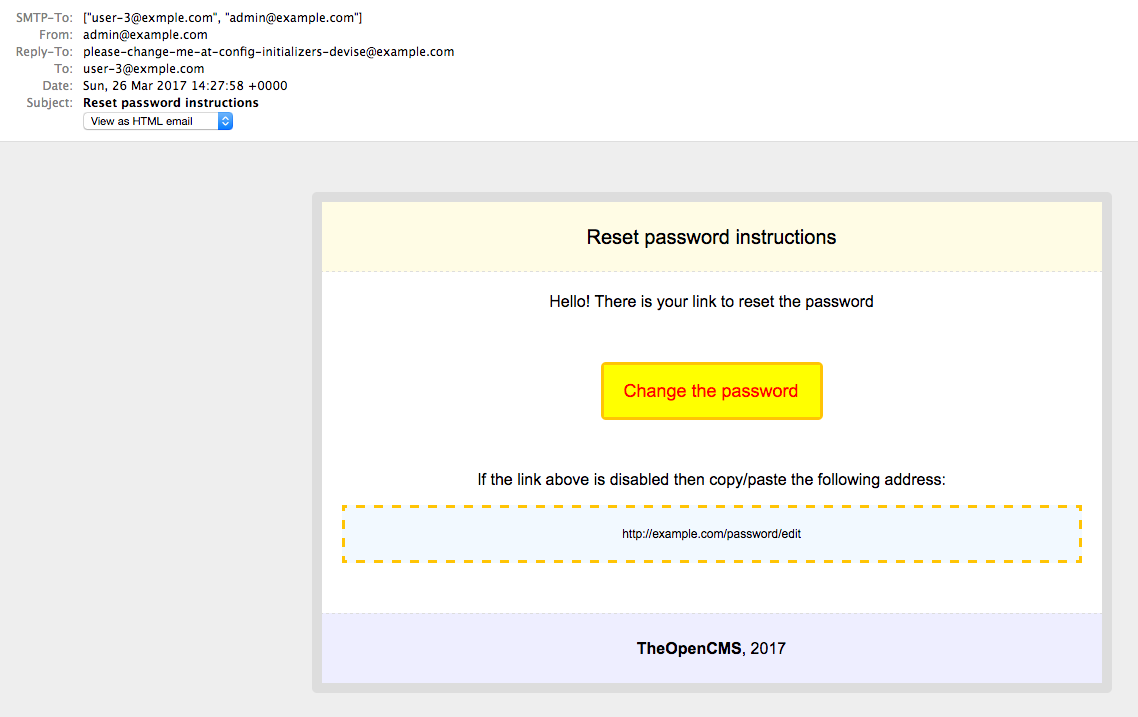 SMTP-To: ["user-3@exmple.com", "admin@example.com"]
From: admin@example.com
Reply-To: please-change-me-at-config-initializers-devise@example.com
To: user-3@exmple.com
Date: Sun, 26 Mar 2017 14:27:58 +0000
Subject: Reset password instructions
View as HTML email
Reset password instructions
Hello! There is your link to reset the password
Change the password
If the link above is disabled then copy/paste the following address:
http://example.com/password/edit
TheOpenCMS, 2017